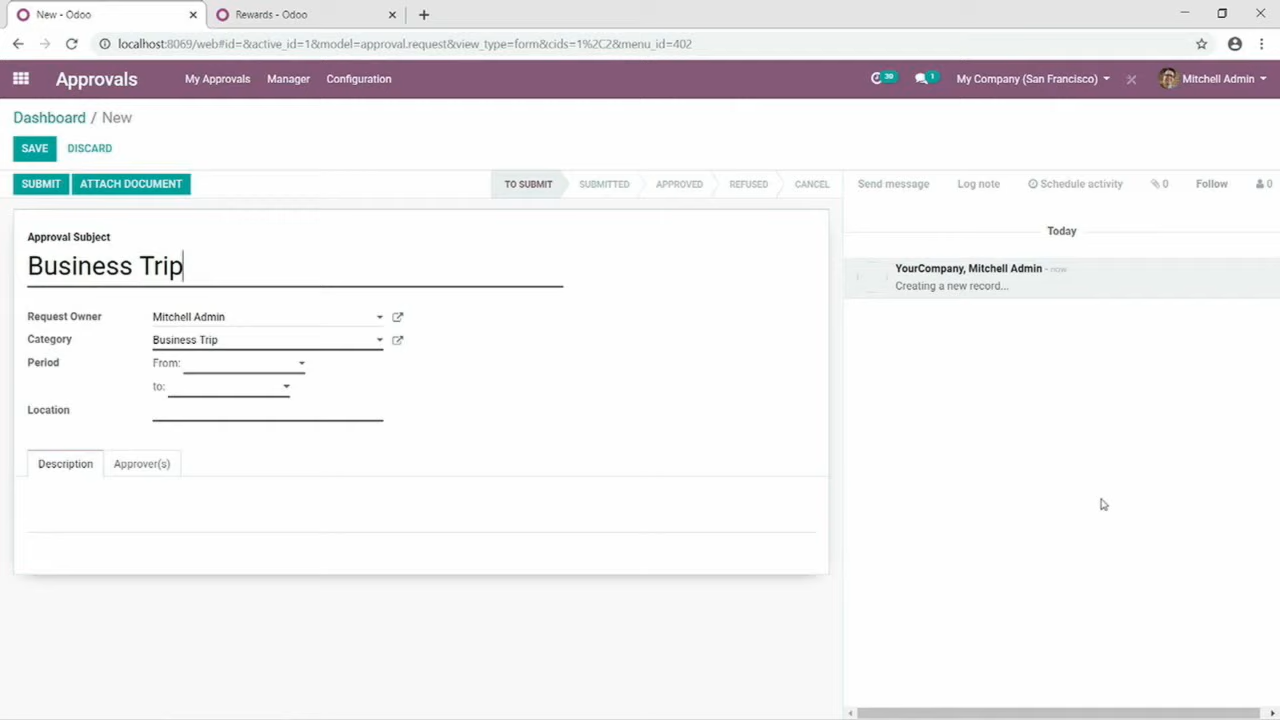 New - Odoo
Rewards - Odoo
localhost:8069/web#id=&active_id=1&model=approval.request&view_type=form&cids=1%2C2&menu_id=402
Approvals My Approvals Manager Configuration 39 1 My Company (San Francisco) Mitchell Admin
Dashboard / New
SAVE DISCARD
SUBMIT ATTACH DOCUMENT TO SUBMIT SUBMITTED APPROVED REFUSED CANCEL Send message Log note Schedule activity 0 Follow 0
Approval Subject
Business Trip
Request Owner Mitchell Admin
Category Business Trip
Period From:
to:
Location
Description Approver(s)
Today
YourCompany, Mitchell Admin - now
Creating a new record...